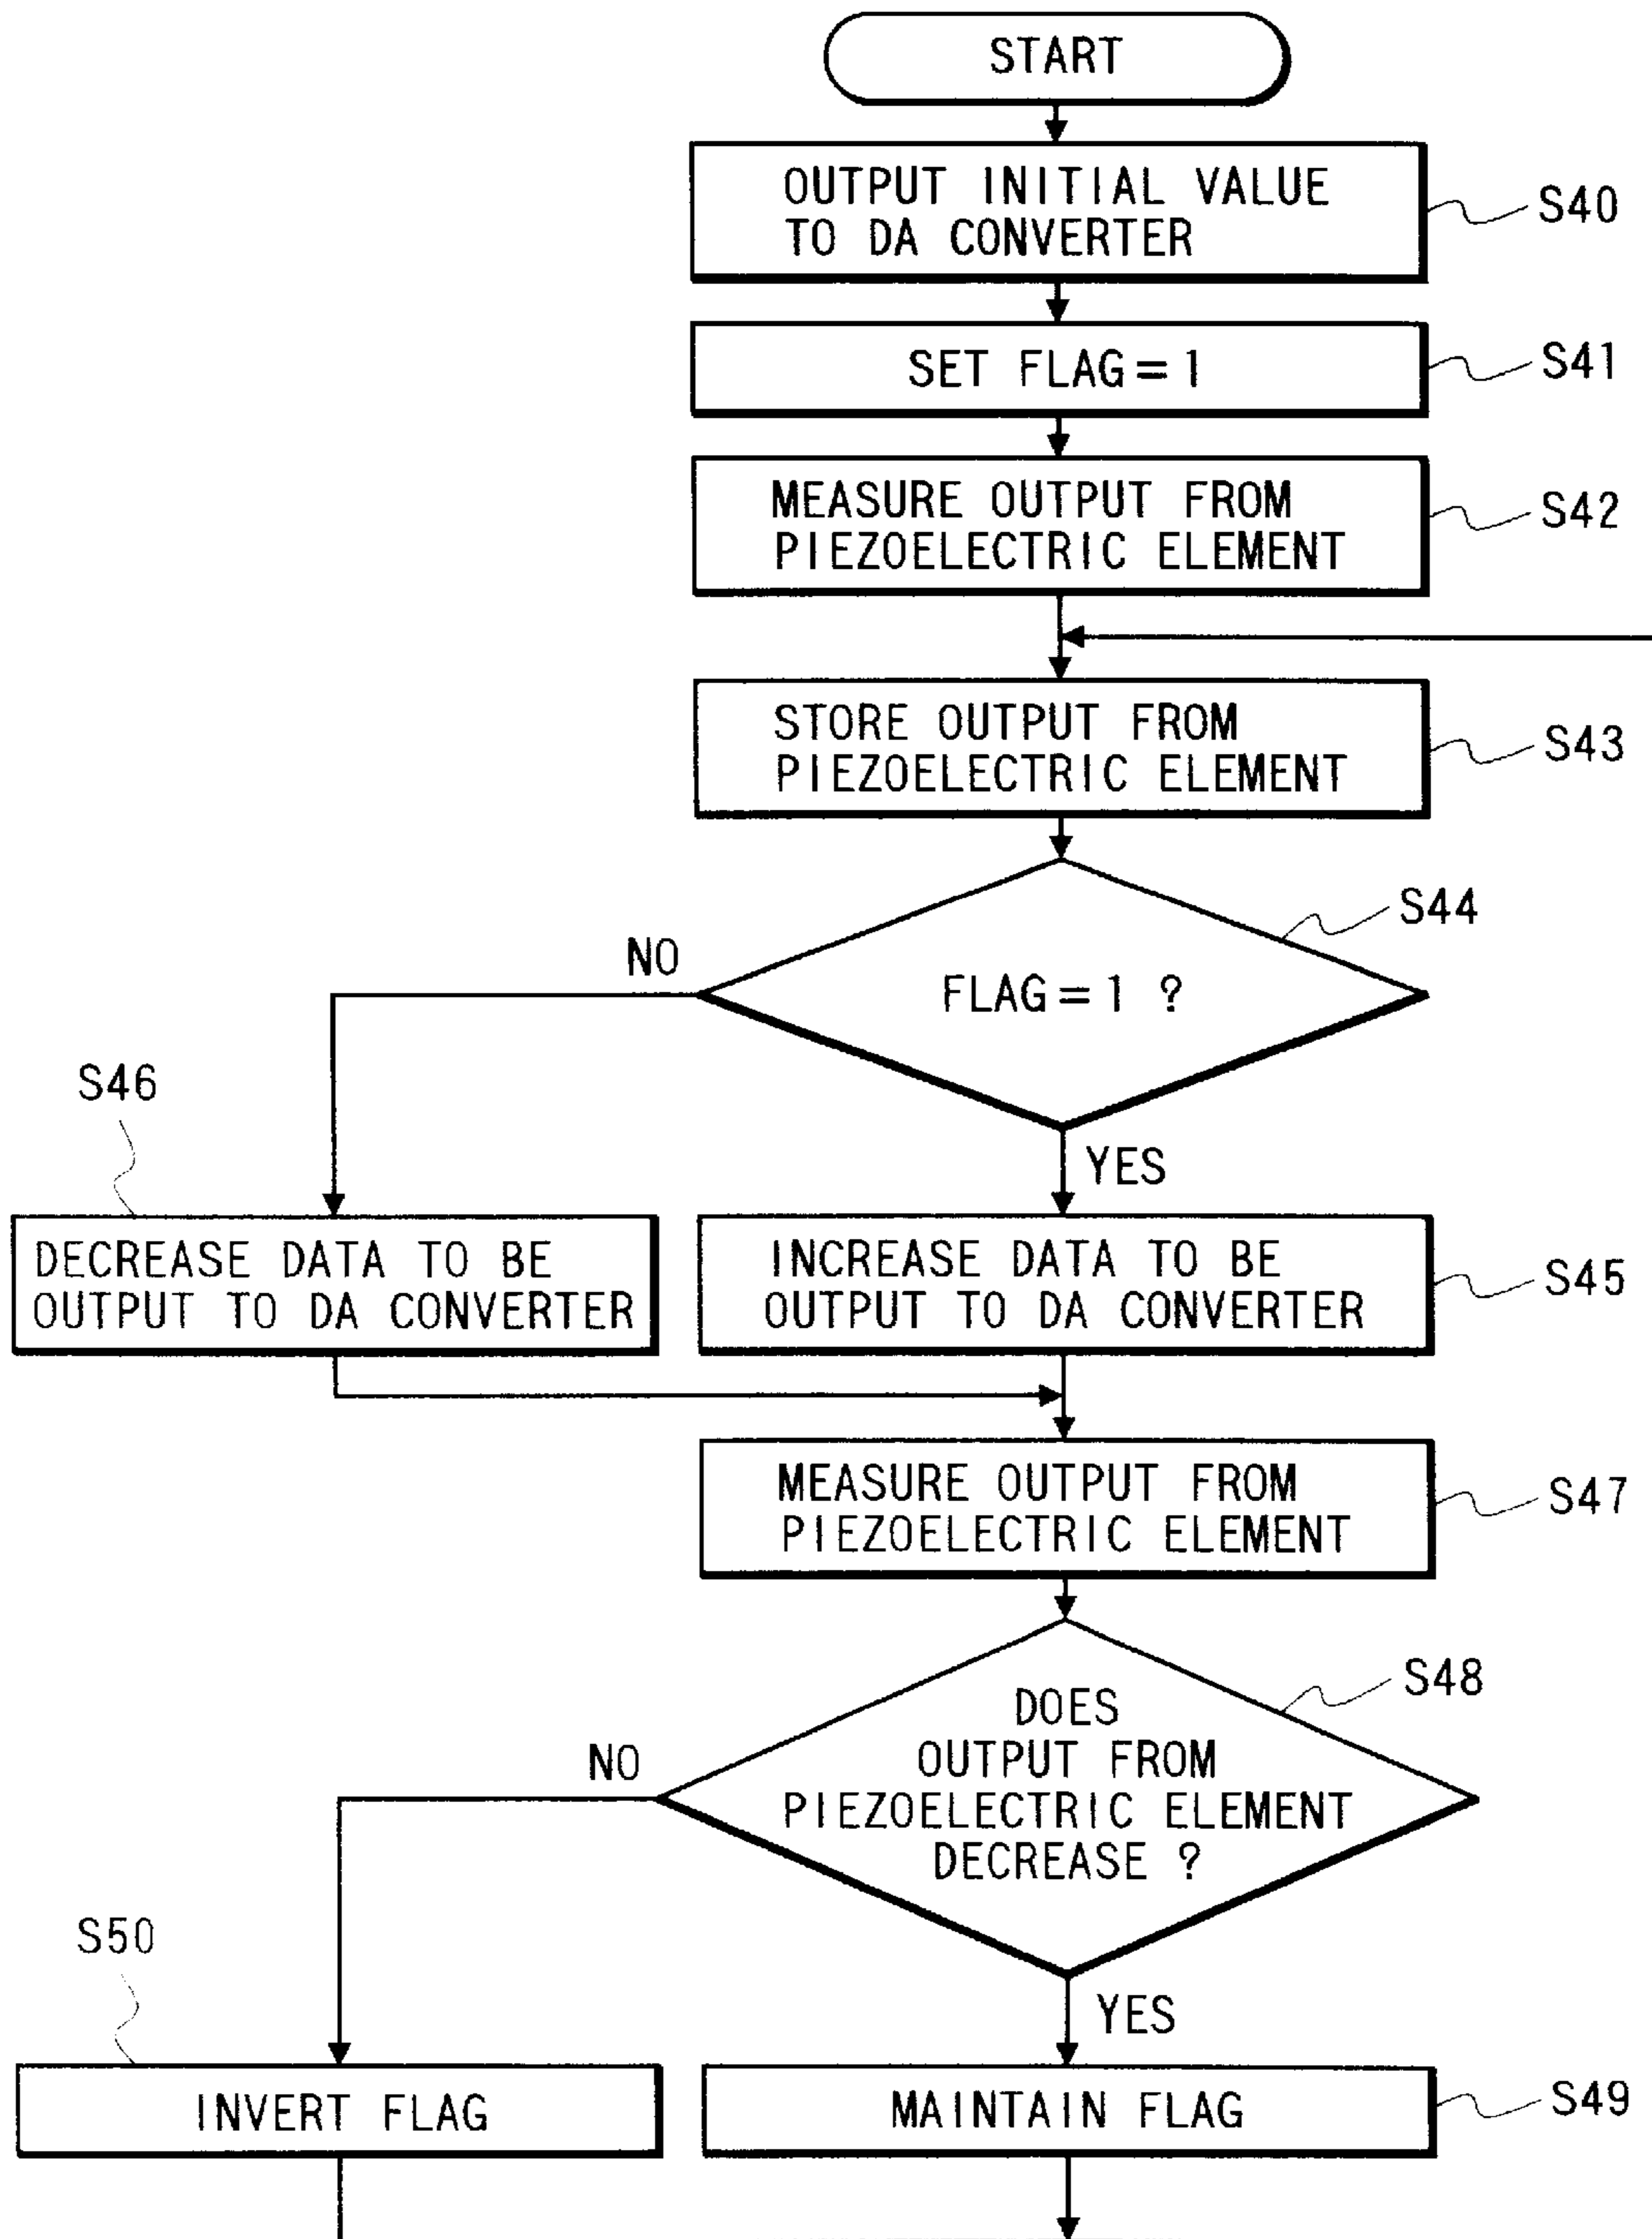 START
OUTPUT INITIAL VALUE
TO DA CONVERTER
S40
SET FLAG = 1
S41
MEASURE OUTPUT FROM
PIEZOELECTRIC ELEMENT
S42
STORE OUTPUT FROM
PIEZOELECTRIC ELEMENT
S43
S44
NO
FLAG = 1 ?
YES
S46
DECREASE DATA TO BE
OUTPUT TO DA CONVERTER
INCREASE DATA TO BE
OUTPUT TO DA CONVERTER
S45
MEASURE OUTPUT FROM
PIEZOELECTRIC ELEMENT
S47
S48
NO
DOES
OUTPUT FROM
PIEZOELECTRIC ELEMENT
DECREASE ?
YES
S50
INVERT FLAG
MAINTAIN FLAG
S49